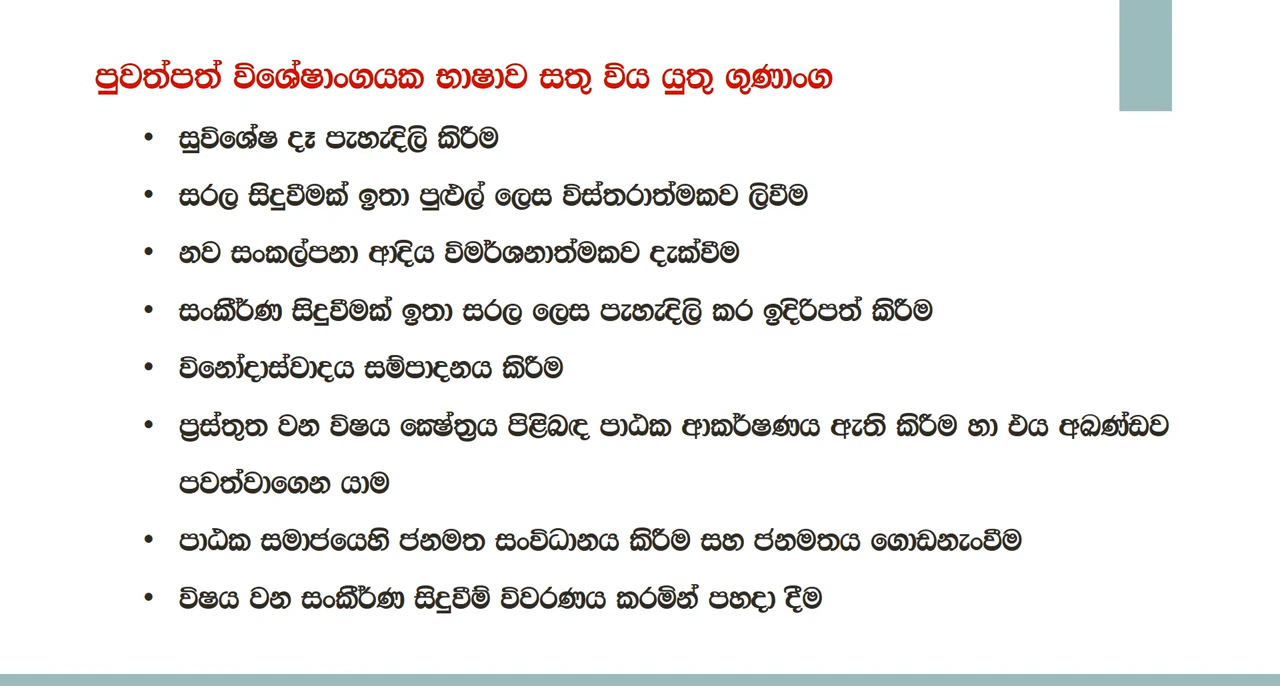 පුවත්පත් විශේෂාංගයක භාෂාව සතු විය යුතු ගුණාංග
• සුවිශේෂ දෑ පැහැදිලි කිරීම
• සරල සිදුවීමක් ඉතා පුළුල් ලෙස විස්තරාත්මකව ලිවීම
• නව සංකල්පනා ආදිය විමර්ශනාත්මකව දැක්වීම
• සංකීර්ණ සිදුවීමක් ඉතා සරල ලෙස පැහැදිලි කර ඉදිරිපත් කිරීම
• විනෝදාස්වාදය සම්පාදනය කිරීම
• ප්‍රස්තුත වන විෂය ක්‍ෂේත්‍රය පිළිබඳ පාඨක ආකර්ෂණය ඇති කිරීම හා එය අඛණ්ඩව
පවත්වාගෙන යාම
• පාඨක සමාජයෙහි ජනමත සංවිධානය කිරීම සහ ජනමතය ගොඩනැංවීම
• විෂය වන සංකීර්ණ සිදුවීම් විවරණය කරමින් පහදා දීම